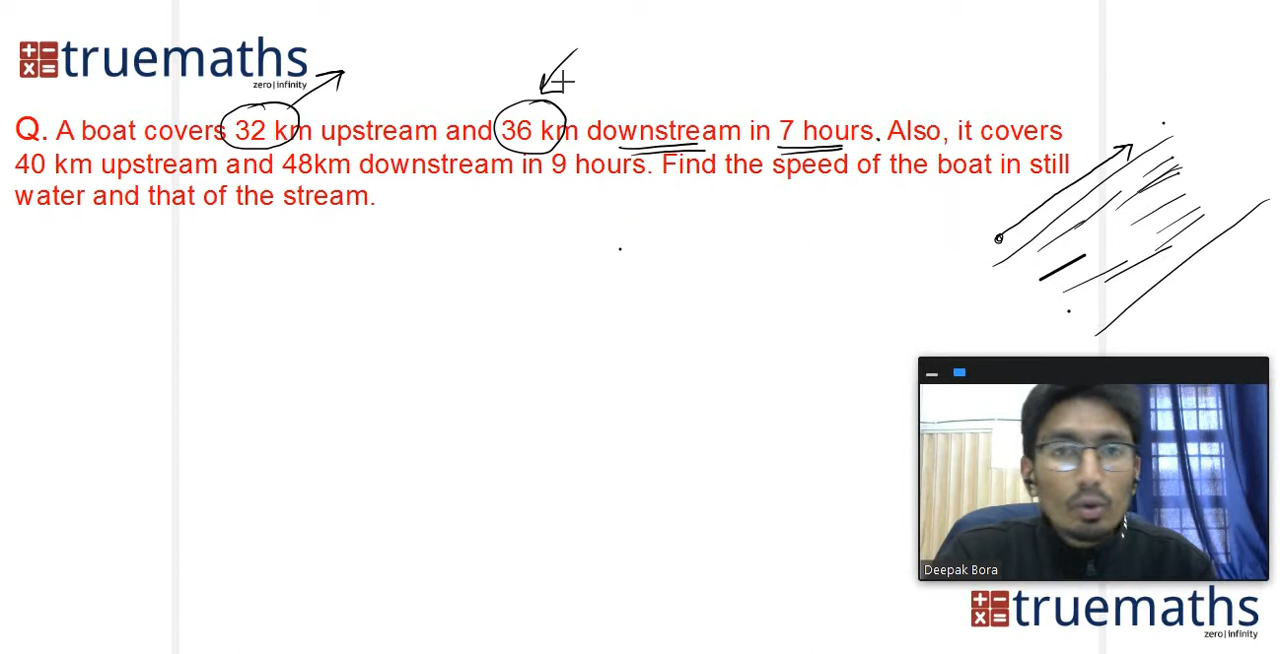 truemaths
zero|infinity
Q. A boat covers 32 km upstream and 36 km downstream in 7 hours. Also, it covers
40 km upstream and 48km downstream in 9 hours. Find the speed of the boat in still
water and that of the stream.
Deepak Bora
truemaths
zero|infinity